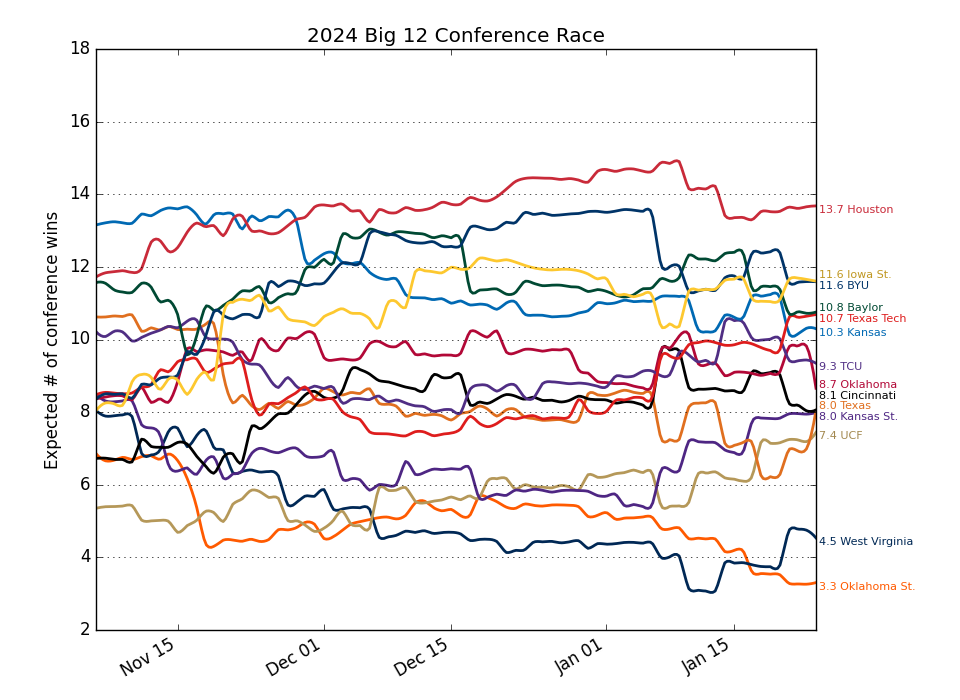 2024 Big 12 Conference Race
Expected # of conference wins
18
16
14
12
10
8
6
4
2
Nov 15
Dec 01
Dec 15
Jan 01
Jan 15
13.7 Houston
11.6 Iowa St.
11.6 BYU
10.8 Baylor
10.7 Texas Tech
10.3 Kansas
9.3 TCU
8.7 Oklahoma
8.1 Cincinnati
8.0 Texas
8.0 Kansas St.
7.4 UCF
4.5 West Virginia
3.3 Oklahoma St.